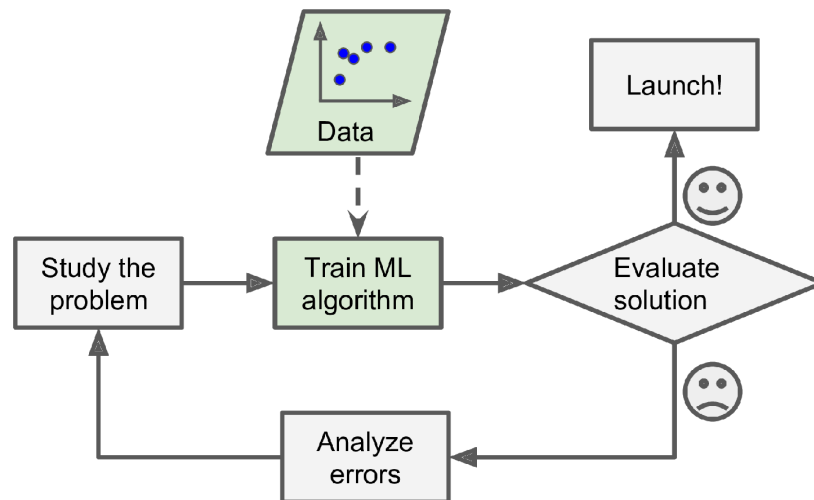 Data
Launch!
Study the
problem
Train ML
algorithm
Evaluate
solution
Analyze
errors